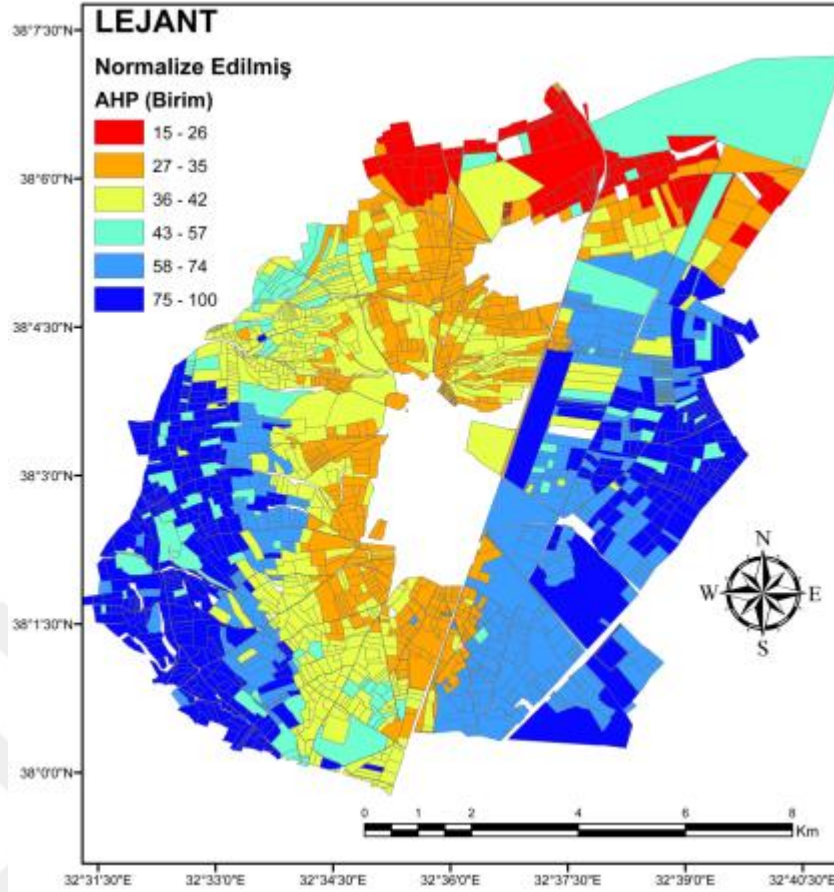 LEJANT
Normalize Edilmiş
AHP (Birim)
15 - 26
27 - 35
36 - 42
43 - 57
58 - 74
75 - 100
38°7'30"N
38°6'0"N
38°4'30"N
38°3'0"N
38°1'30"N
38°0'0"N
N
W
E
S
0 1 2 4 6 8
Km
32°31'30"E 32°33'0"E 32°34'30"E 32°36'0"E 32°37'30"E 32°39'0"E 32°40'30"E